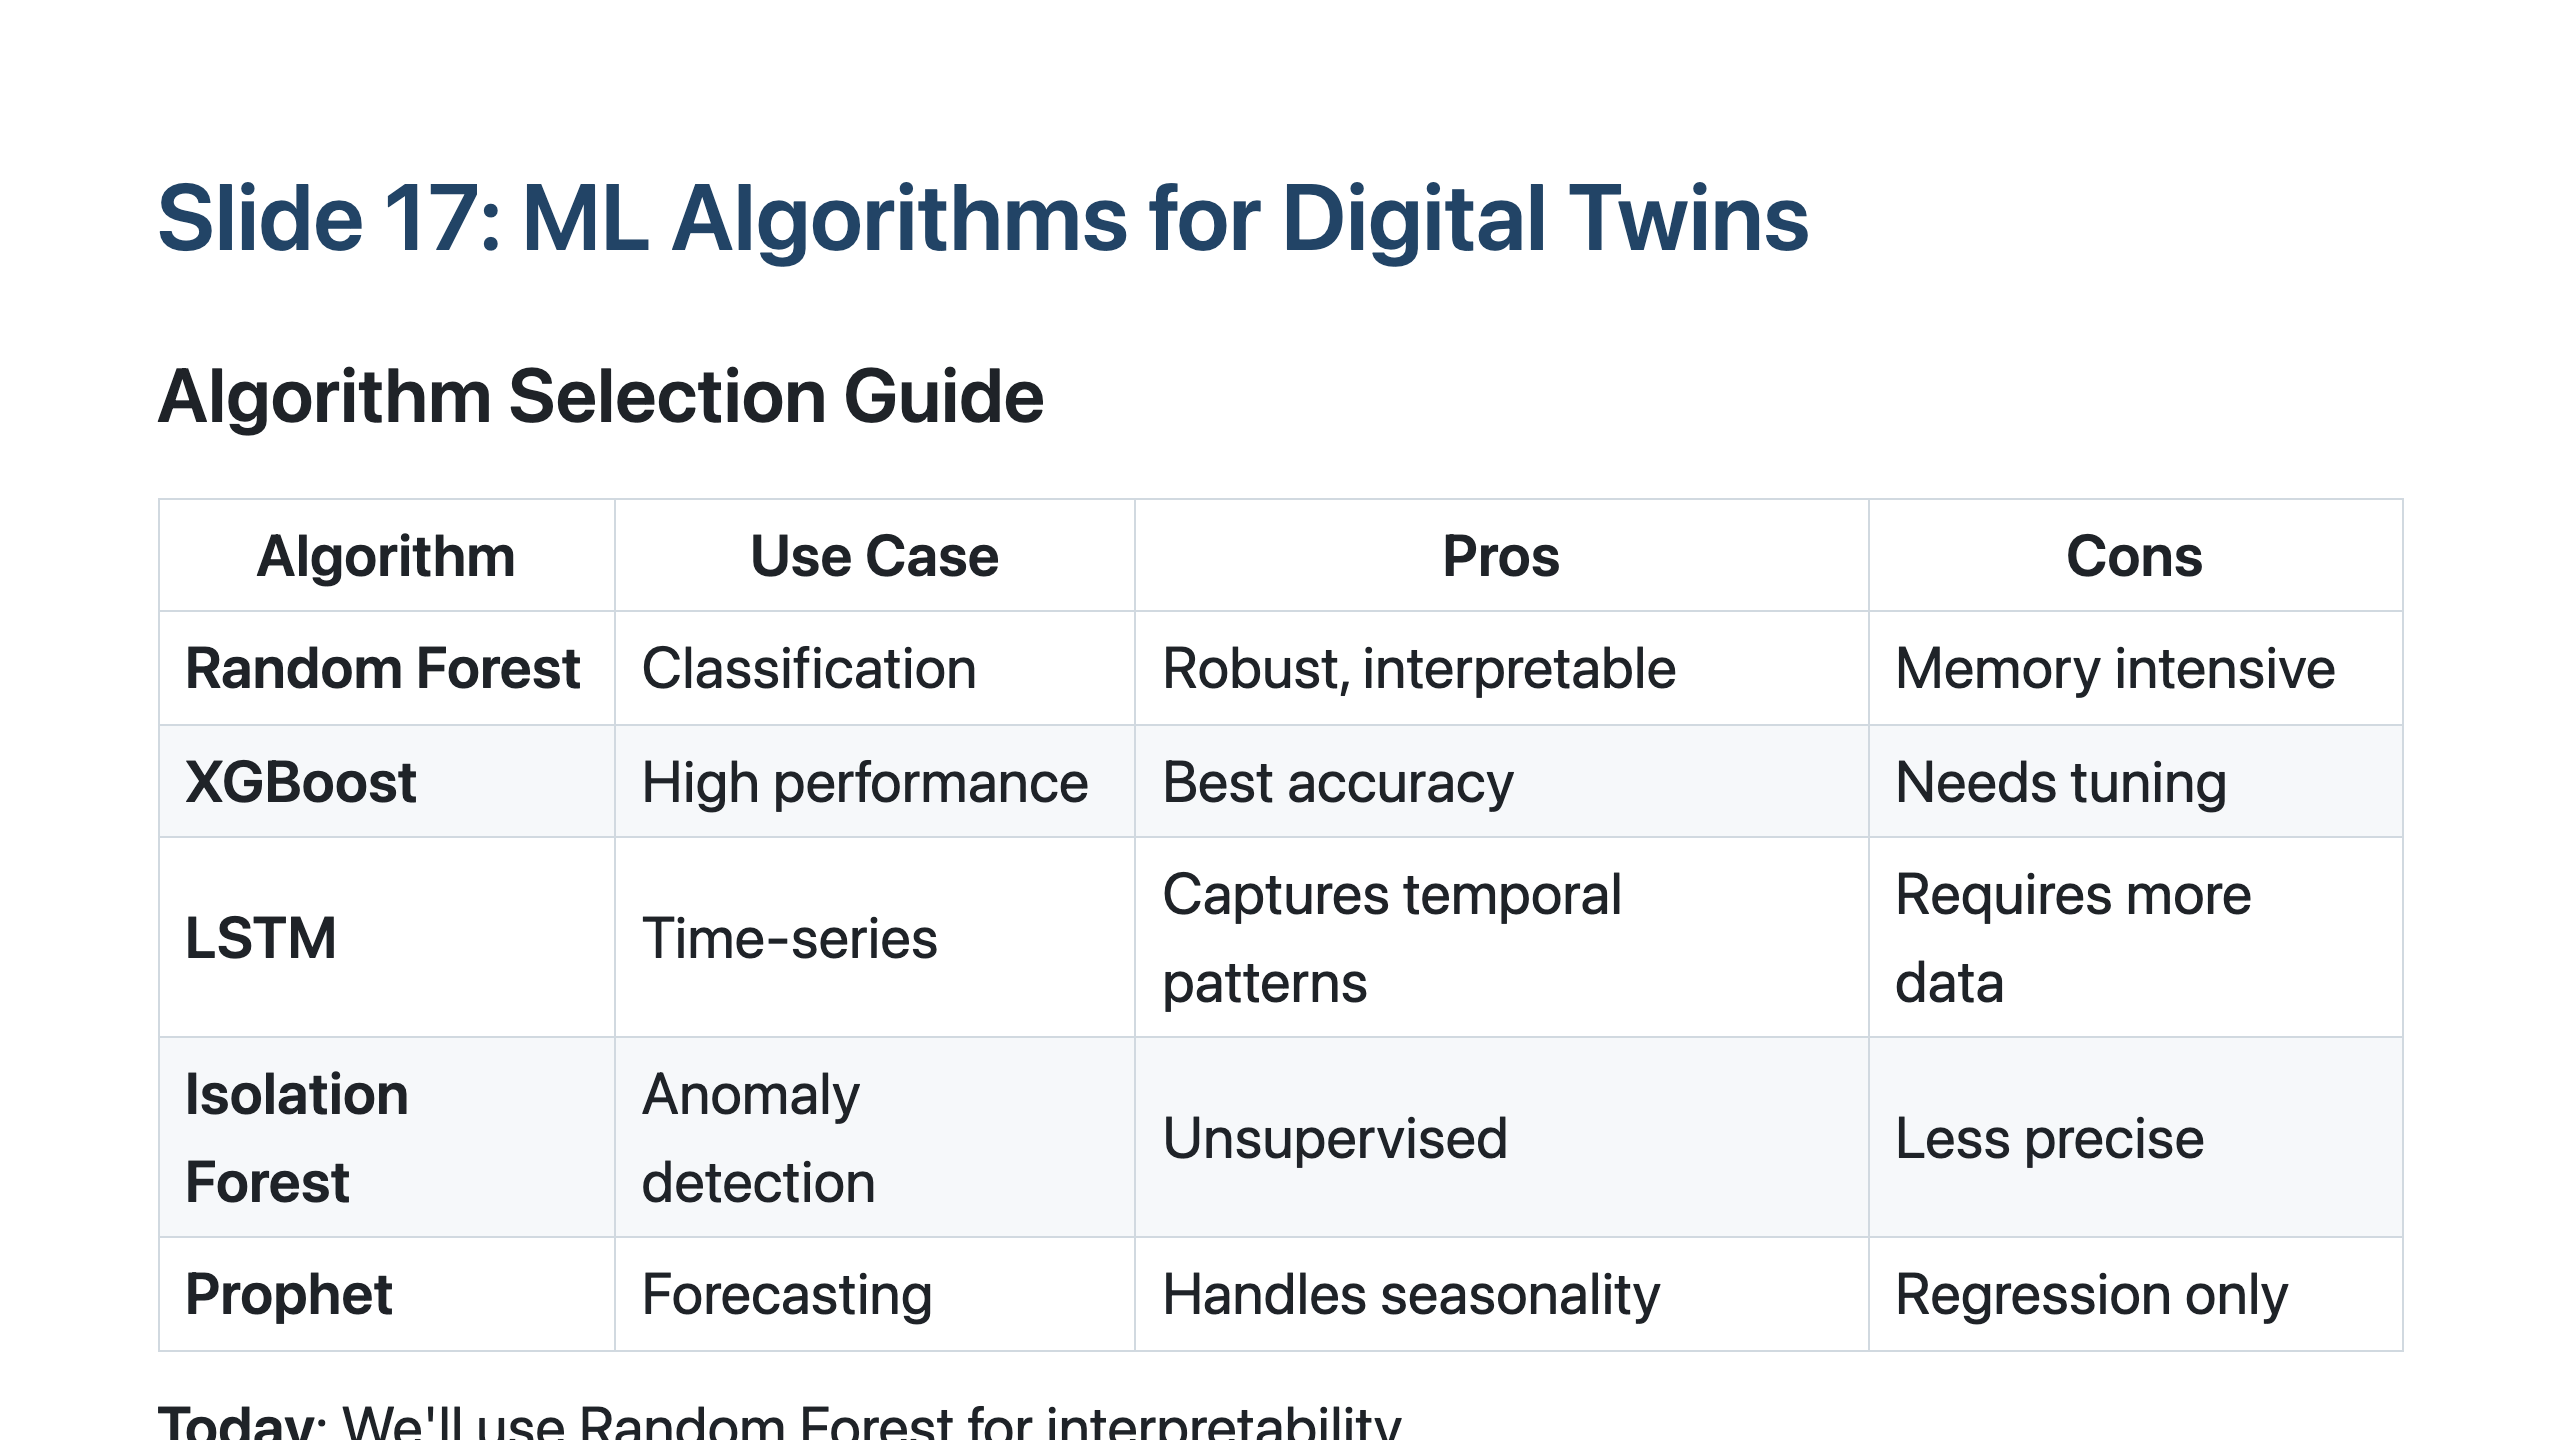 Slide 17: ML Algorithms for Digital Twins
Algorithm Selection Guide
Algorithm Use Case Pros Cons
Random Forest Classification Robust, interpretable Memory intensive
XGBoost High performance Best accuracy Needs tuning
LSTM Time-series Captures temporal patterns Requires more data
Isolation Forest Anomaly detection Unsupervised Less precise
Prophet Forecasting Handles seasonality Regression only
Today: We'll use Random Forest for interpretability